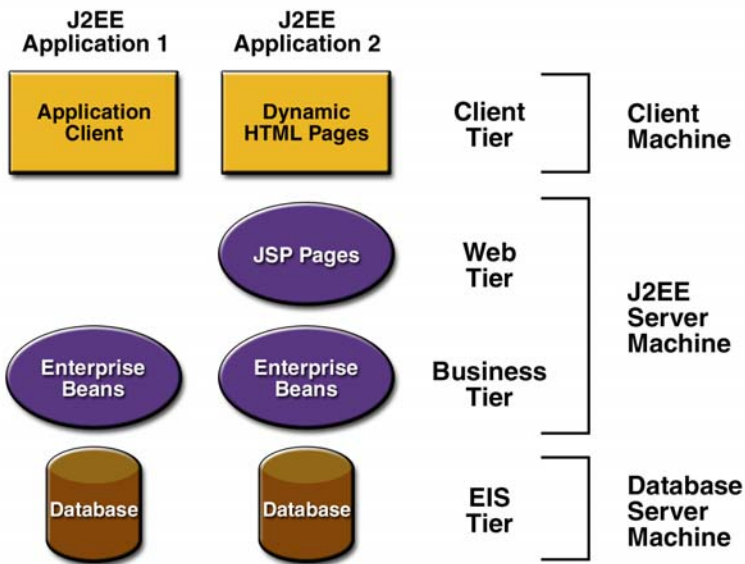 J2EE
Application 1
J2EE
Application 2
Application
Client
Dynamic
HTML Pages
Client
Tier
Client
Machine
JSP Pages
Web
Tier
J2EE
Server
Machine
Enterprise
Beans
Enterprise
Beans
Business
Tier
Database
Database
EIS
Tier
Database
Server
Machine